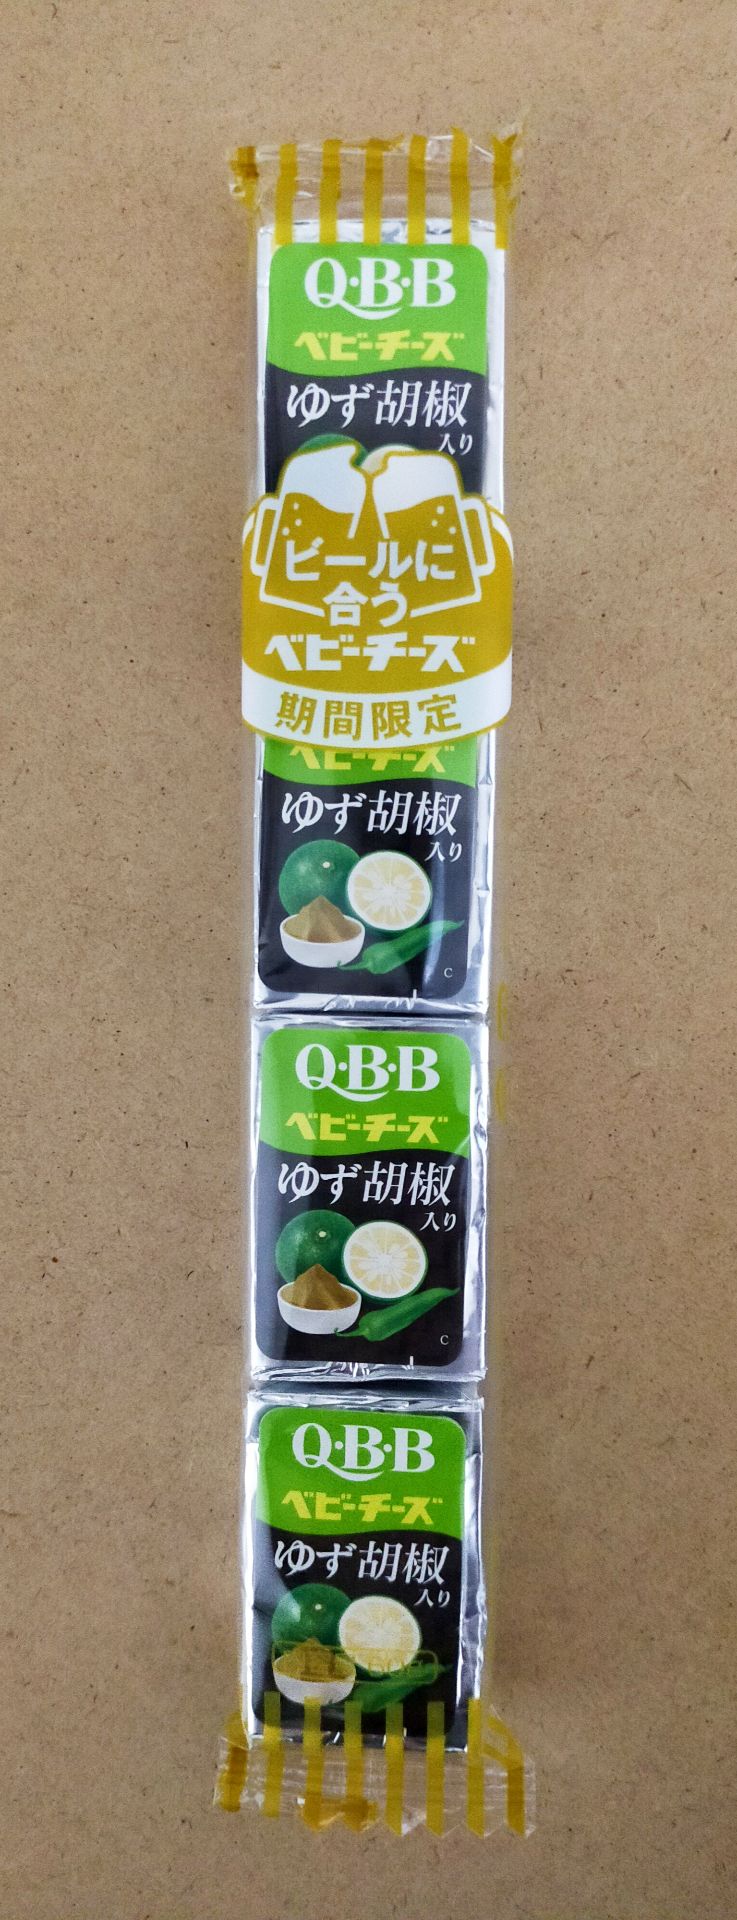 Q·B·B
ベビーチーズ
ゆず胡椒
入り
ビールに
合う
ベビーチーズ
期間限定
ベビーチーズ
ゆず胡椒
入り
C
Q·B·B
ベビーチーズ
ゆず胡椒
入り
C
Q·B·B
ベビーチーズ
ゆず胡椒
入り